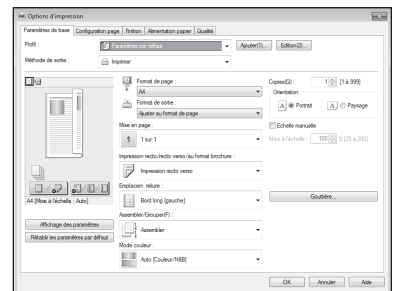 Options d'impression
Paramètres de base Configuration page Finition Alimentation papier Qualité
Profil : Paramètres par défaut Ajouter(1)... Edition(2)...
Méthode de sortie : Imprimer
Format de page : Copies(Q) : 1 [1 à 999]
A4
Orientation
Format de sortie : A Portrait A Paysage
Ajuster au format de page
Mise en page : Echelle manuelle
1 1 sur 1 Mise à l'échelle : 100 % [25 à 200]
Impression recto/recto verso/au format brochure :
Impression recto verso
Emplacem. reliure :
A4 [Mise à l'échelle : Auto] Bord long [gauche] Gouttière...
Affichage des paramètres Assembler/Grouper(F) :
Rétablir les paramètres par défaut Assembler
Mode couleur :
Auto [Couleur/N&B]
OK Annuler Aide